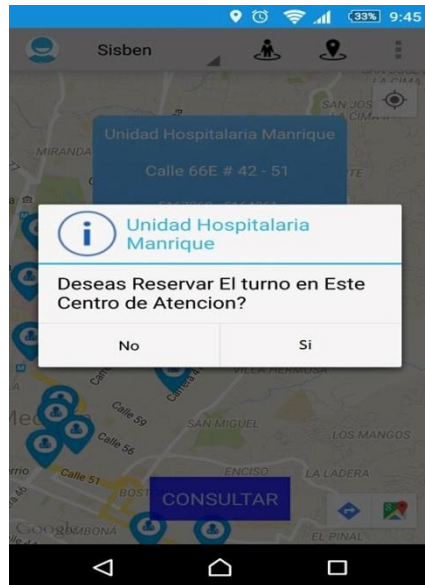 33% 9:45
Sisben
SAN JOS
LA CIMA
MIRANDA
Unidad Hospitalaria Manrique
Calle 66E # 42 - 51
Unidad Hospitalaria
Manrique
Deseas Reservar El turno en Este
Centro de Atencion?
No Si
VILLA HERMOSA
Calle 59
SAN MIGUEL
LOS MANGOS
Calle 56
ENCISO
LA LADERA
Calle 51
CONSULTAR
Google
EL PINAL